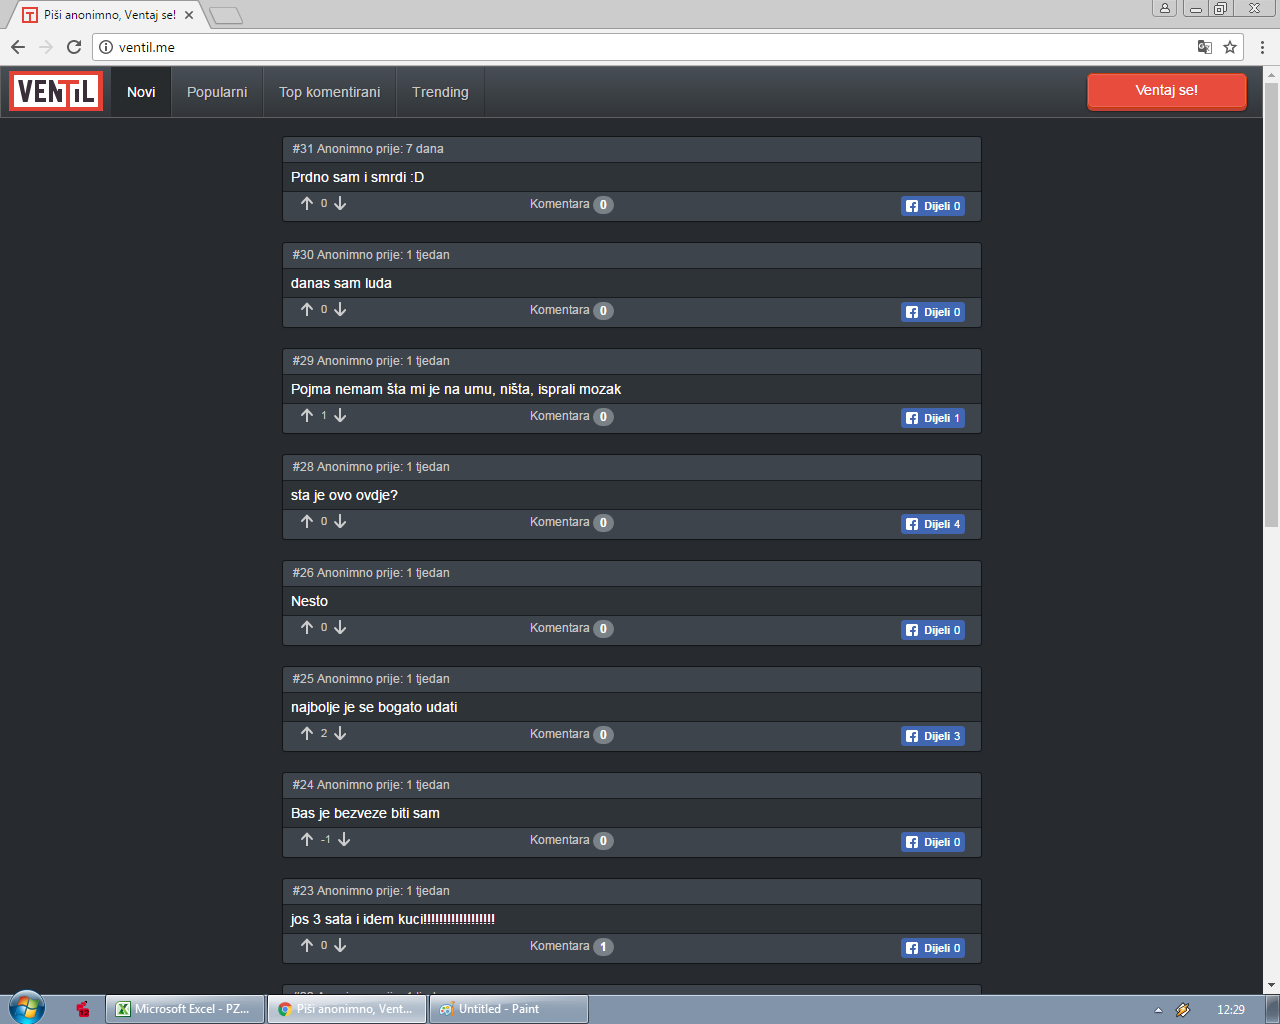 Piši anonimno, Ventaj se!
ventil.me
VENTiL
Novi
Popularni
Top komentirani
Trending
Ventaj se!
#31 Anonimno prije: 7 dana
Prdno sam i smrdi :D
0
Komentara 0
Dijeli 0
#30 Anonimno prije: 1 tjedan
danas sam luda
0
Komentara 0
Dijeli 0
#29 Anonimno prije: 1 tjedan
Pojma nemam šta mi je na umu, ništa, isprali mozak
1
Komentara 0
Dijeli 1
#28 Anonimno prije: 1 tjedan
sta je ovo ovdje?
0
Komentara 0
Dijeli 4
#26 Anonimno prije: 1 tjedan
Nesto
0
Komentara 0
Dijeli 0
#25 Anonimno prije: 1 tjedan
najbolje je se bogato udati
2
Komentara 0
Dijeli 3
#24 Anonimno prije: 1 tjedan
Bas je bezveze biti sam
-1
Komentara 0
Dijeli 0
#23 Anonimno prije: 1 tjedan
jos 3 sata i idem kuci!!!!!!!!!!!!!!!!!!
0
Komentara 1
Dijeli 0
12
Microsoft Excel - PZ...
Piši anonimno, Vent...
Untitled - Paint
12:29